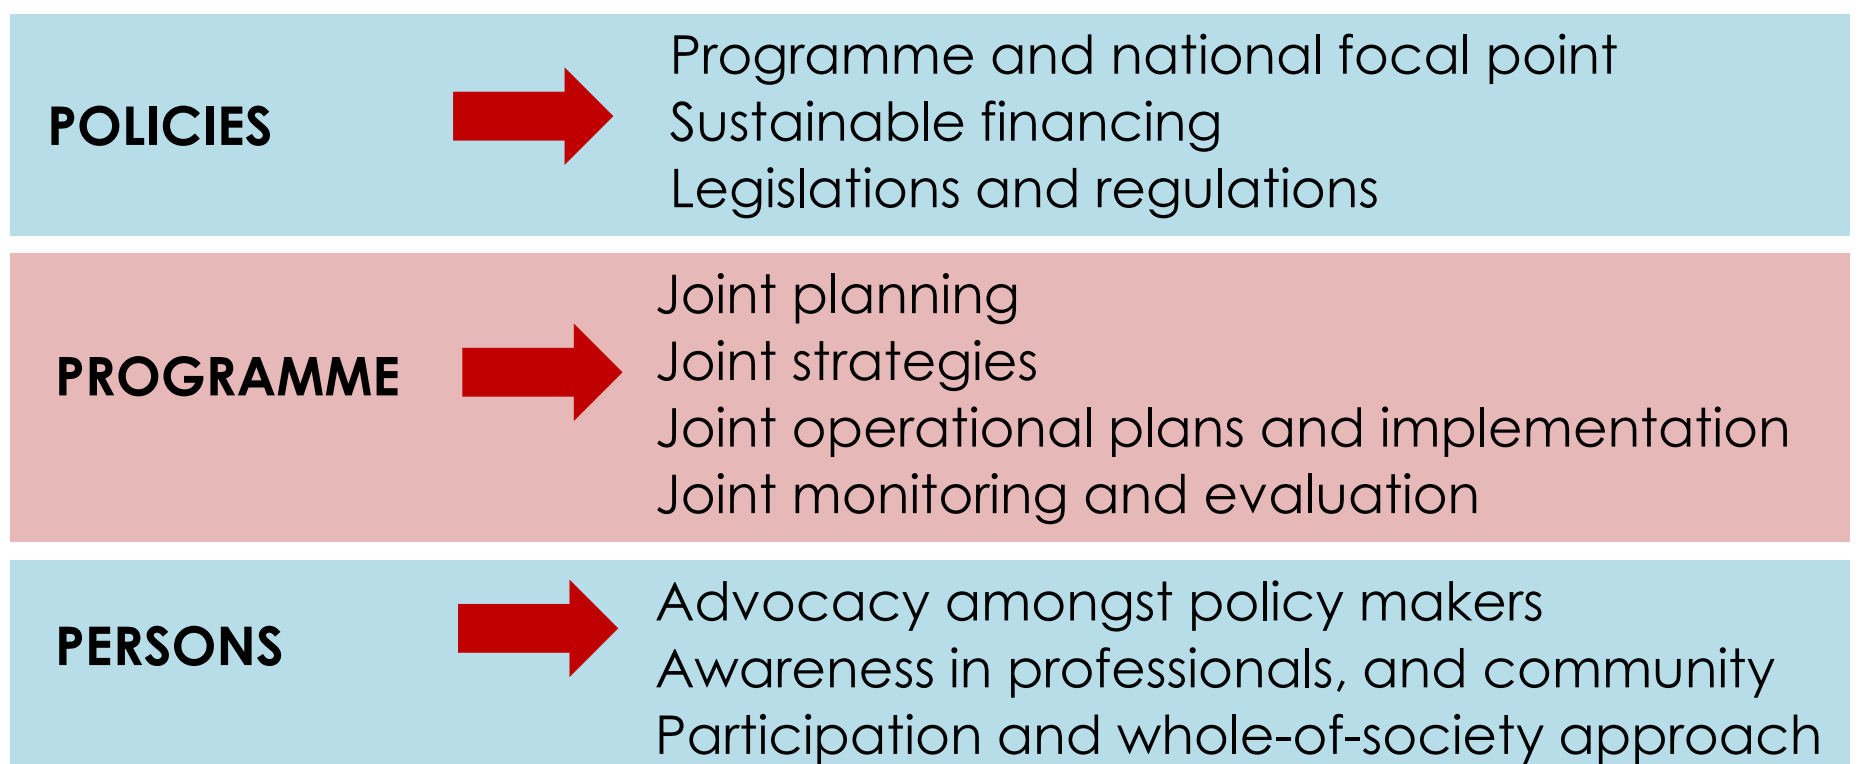 POLICIES
Programme and national focal point
Sustainable financing
Legislations and regulations
PROGRAMME
Joint planning
Joint strategies
Joint operational plans and implementation
Joint monitoring and evaluation
PERSONS
Advocacy amongst policy makers
Awareness in professionals, and community
Participation and whole-of-society approach